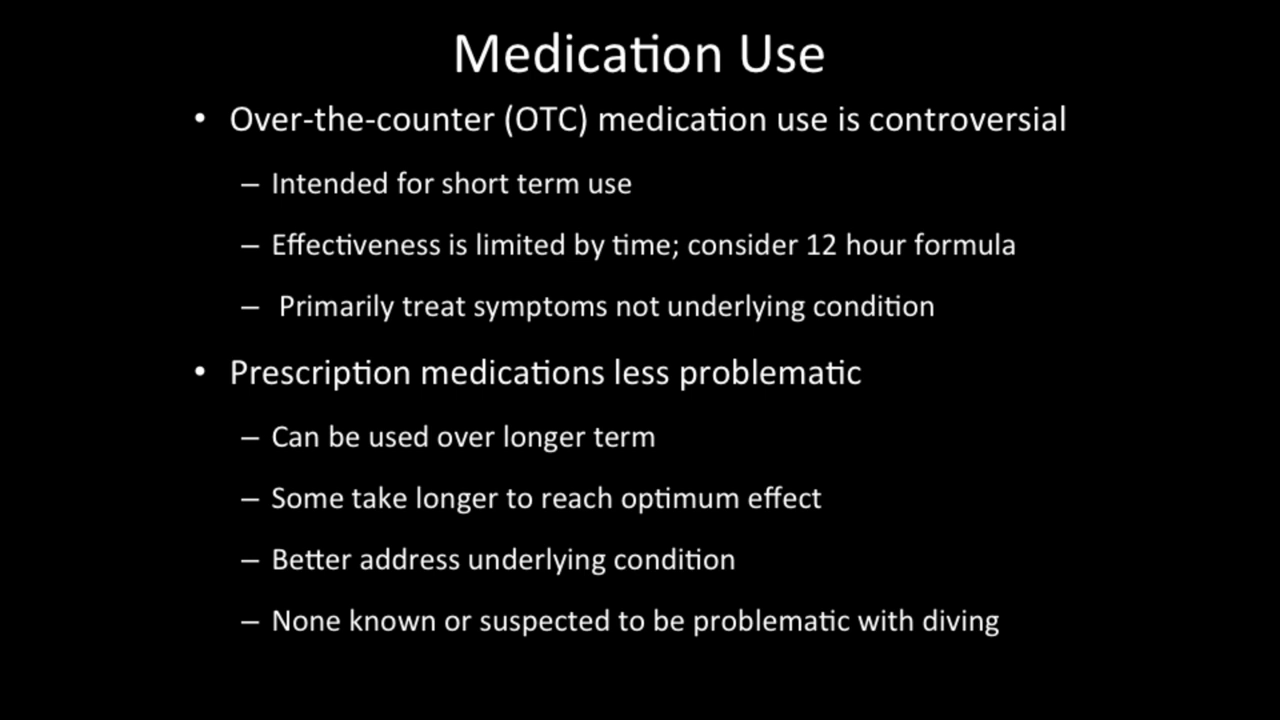 Medication Use
• Over-the-counter (OTC) medication use is controversial
– Intended for short term use
– Effectiveness is limited by time; consider 12 hour formula
– Primarily treat symptoms not underlying condition
• Prescription medications less problematic
– Can be used over longer term
– Some take longer to reach optimum effect
– Better address underlying condition
– None known or suspected to be problematic with diving